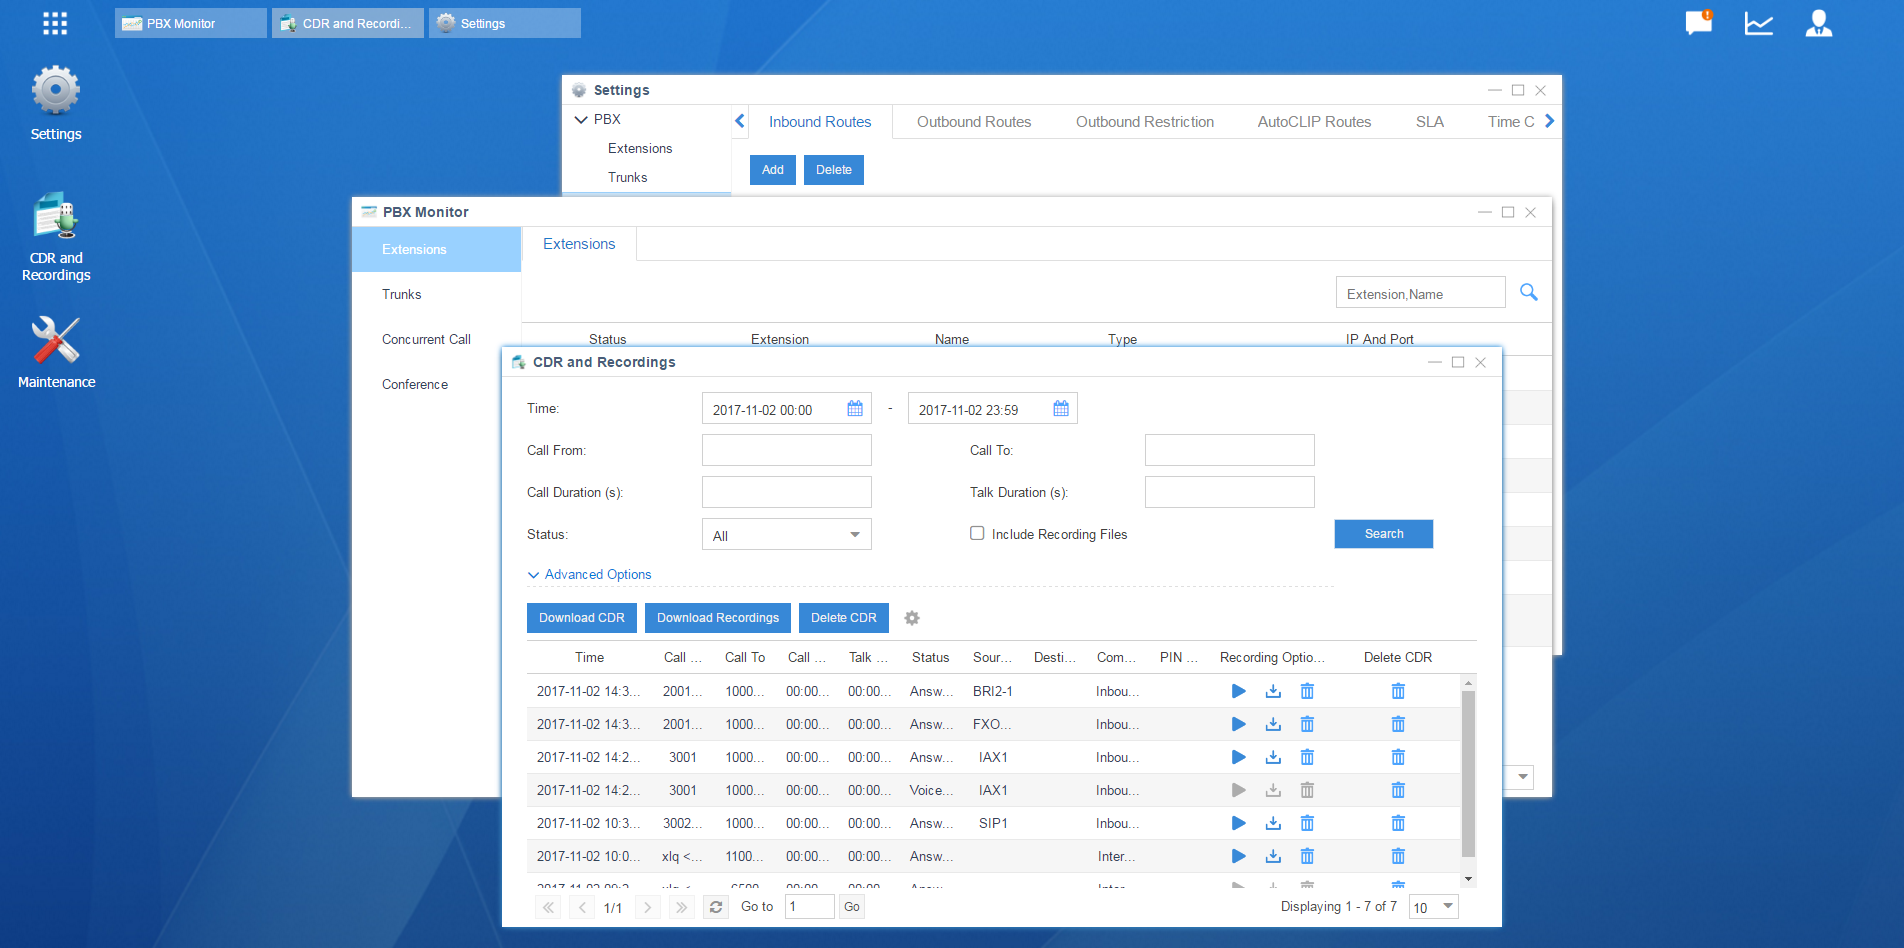 PBX Monitor
CDR and Recordi...
Settings
Settings
CDR and
Recordings
Maintenance
Settings
PBX
Extensions
Trunks
Inbound Routes Outbound Routes Outbound Restriction AutoCLIP Routes SLA Time C
Add Delete
PBX Monitor
Extensions
Trunks
Concurrent Call
Conference
Extensions
Extension,Name
Status Extension Name Type IP And Port
CDR and Recordings
Time: 2017-11-02 00:00 - 2017-11-02 23:59
Call From: Call To:
Call Duration (s): Talk Duration (s):
Status: All Include Recording Files Search
Advanced Options
Download CDR Download Recordings Delete CDR
Time Call ... Call To Call ... Talk ... Status Sour... Desti... Com... PIN ... Recording Optio... Delete CDR
2017-11-02 14:3... 2001... 1000... 00:00... 00:00... Answ... BRI2-1 Inbou...
2017-11-02 14:3... 2001... 1000... 00:00... 00:00... Answ... FXO... Inbou...
2017-11-02 14:2... 3001 1000... 00:00... 00:00... Answ... IAX1 Inbou...
2017-11-02 14:2... 3001 1000... 00:00... 00:00... Voice... IAX1 Inbou...
2017-11-02 10:3... 3002... 1000... 00:00... 00:00... Answ... SIP1 Inbou...
2017-11-02 10:0... xlq <... 1100... 00:00... 00:00... Answ... Inter...
1/1 Go to 1 Go Displaying 1 - 7 of 7 10